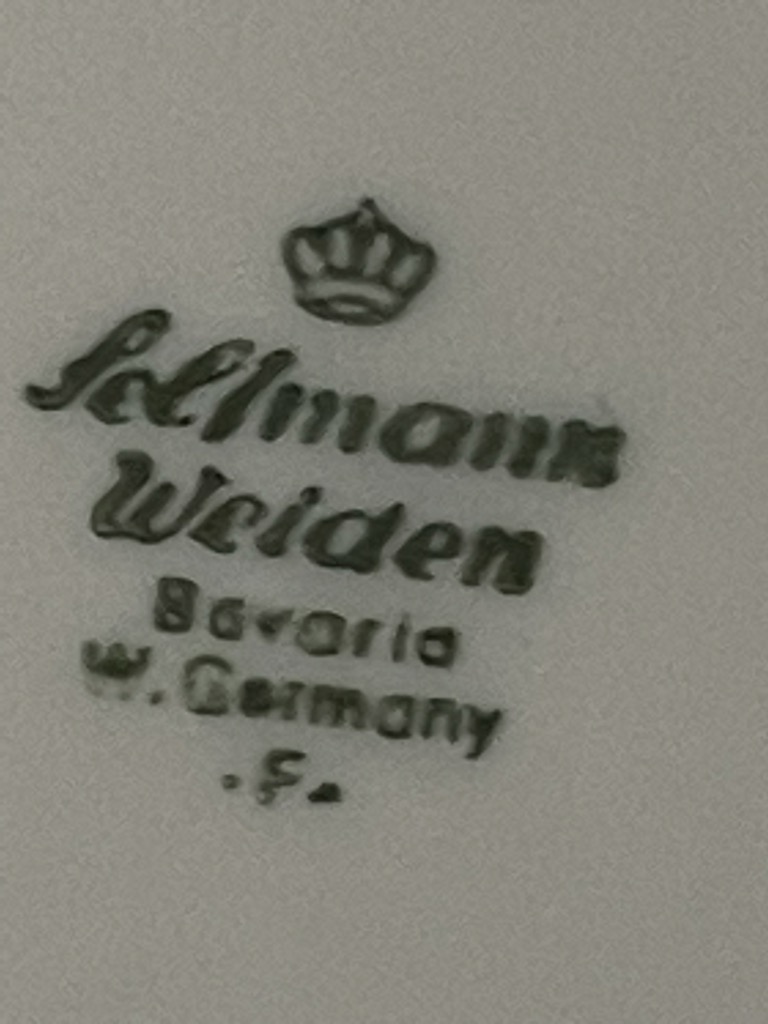 Seltmann
Weiden
Bavaria
W. Germany